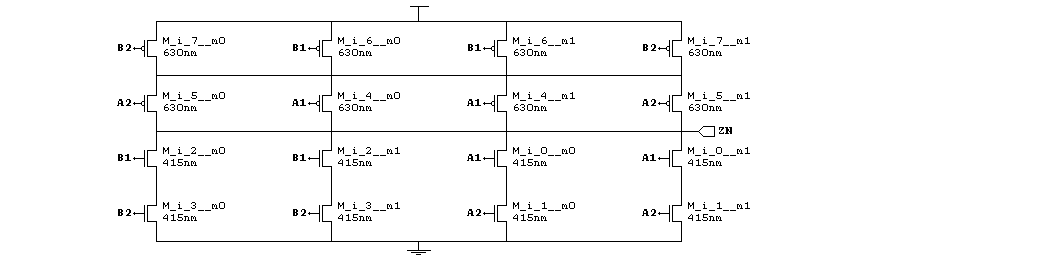 B2 M_i_7__m0 B1 M_i_6__m0 B1 M_i_6__m1 B2 M_i_7__m1
630nm 630nm 630nm 630nm
A2 M_i_5__m0 A1 M_i_4__m0 A1 M_i_4__m1 A2 M_i_5__m1
630nm 630nm 630nm 630nm
ZN
B1 M_i_2__m0 B1 M_i_2__m1 A1 M_i_0__m0 A1 M_i_0__m1
415nm 415nm 415nm 415nm
B2 M_i_3__m0 B2 M_i_3__m1 A2 M_i_1__m0 A2 M_i_1__m1
415nm 415nm 415nm 415nm